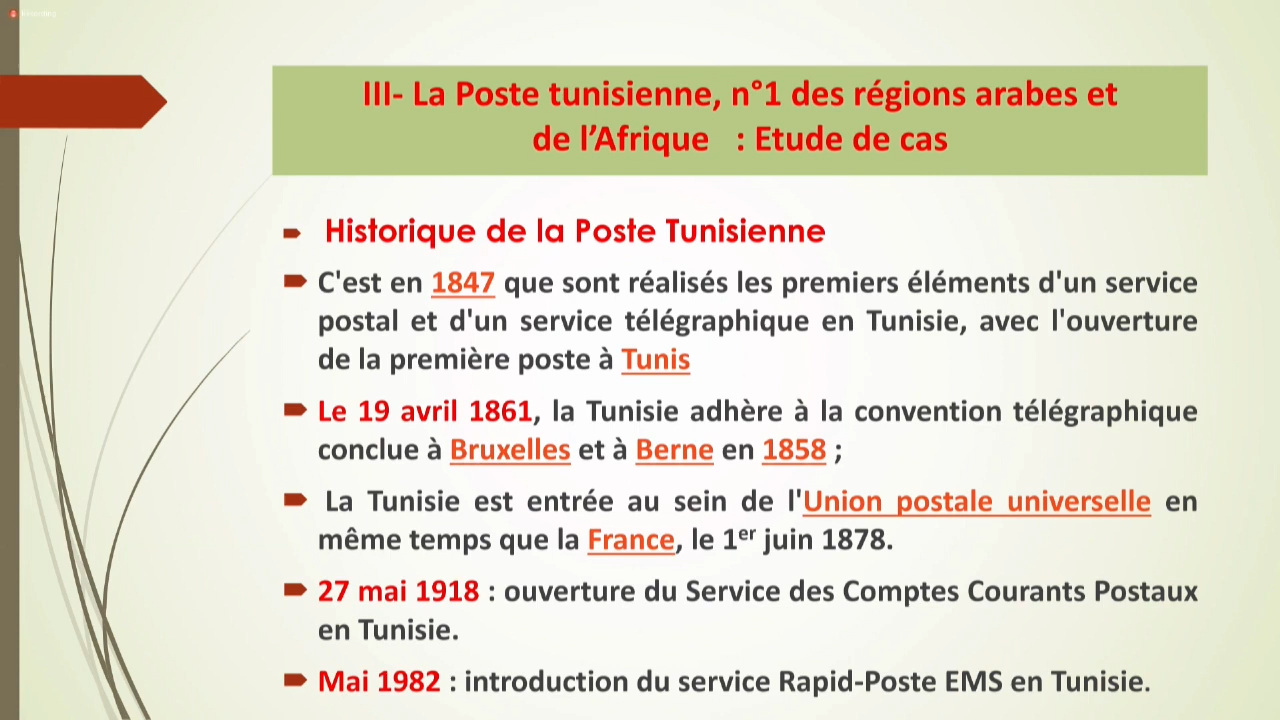 Recording
III- La Poste tunisienne, n°1 des régions arabes et
de l’Afrique : Etude de cas
Historique de la Poste Tunisienne
C'est en 1847 que sont réalisés les premiers éléments d'un service
postal et d'un service télégraphique en Tunisie, avec l'ouverture
de la première poste à Tunis
Le 19 avril 1861, la Tunisie adhère à la convention télégraphique
conclue à Bruxelles et à Berne en 1858 ;
La Tunisie est entrée au sein de l'Union postale universelle en
même temps que la France, le 1er juin 1878.
27 mai 1918 : ouverture du Service des Comptes Courants Postaux
en Tunisie.
Mai 1982 : introduction du service Rapid-Poste EMS en Tunisie.